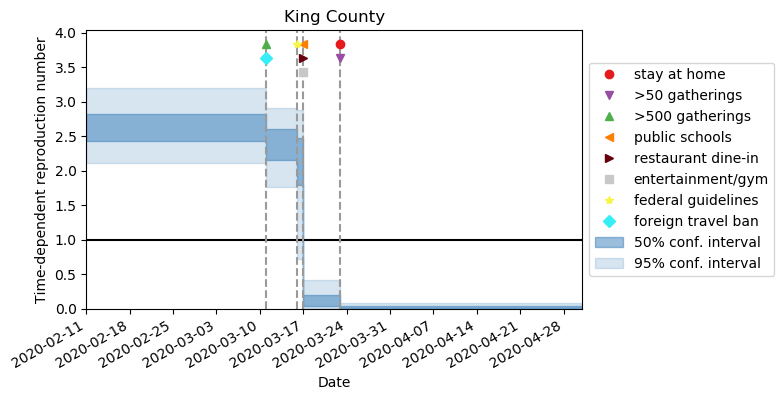 King County
Time-dependent reproduction number
4.0
3.5
3.0
2.5
2.0
1.5
1.0
0.5
0.0
2020-02-11
2020-02-18
2020-02-25
2020-03-03
2020-03-10
2020-03-17
2020-03-24
2020-03-31
2020-04-07
2020-04-14
2020-04-21
2020-04-28
Date
stay at home
>50 gatherings
>500 gatherings
public schools
restaurant dine-in
entertainment/gym
federal guidelines
foreign travel ban
50% conf. interval
95% conf. interval